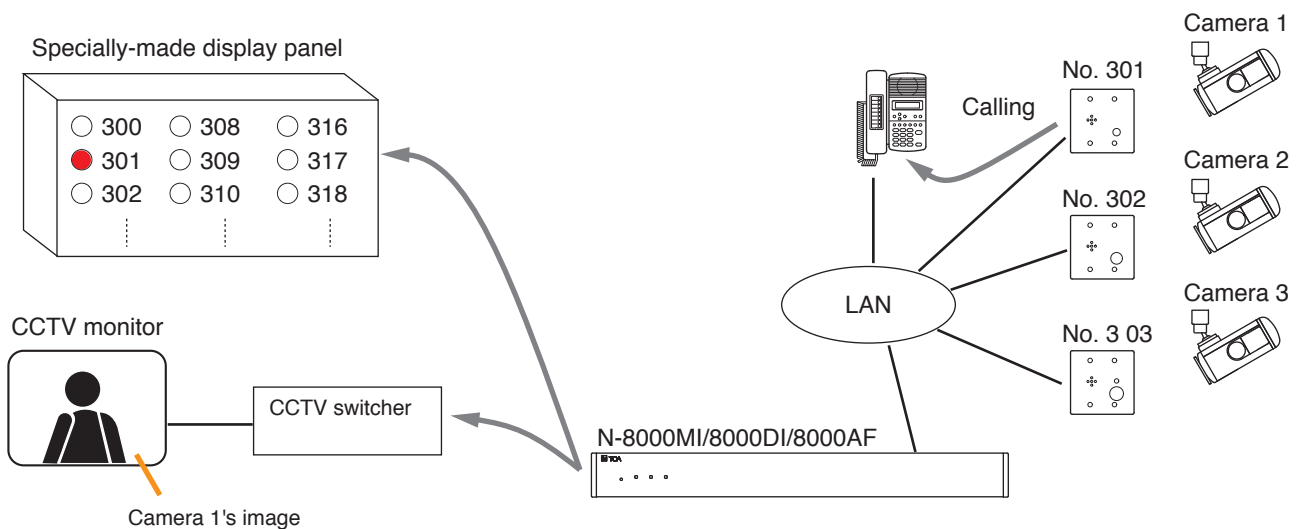 Specially-made display panel
300 308 316
301 309 317
302 310 318
CCTV monitor
CCTV switcher
Camera 1's image
Calling
No. 301
Camera 1
No. 302
Camera 2
No. 3 03
Camera 3
LAN
N-8000MI/8000DI/8000AF
TOA